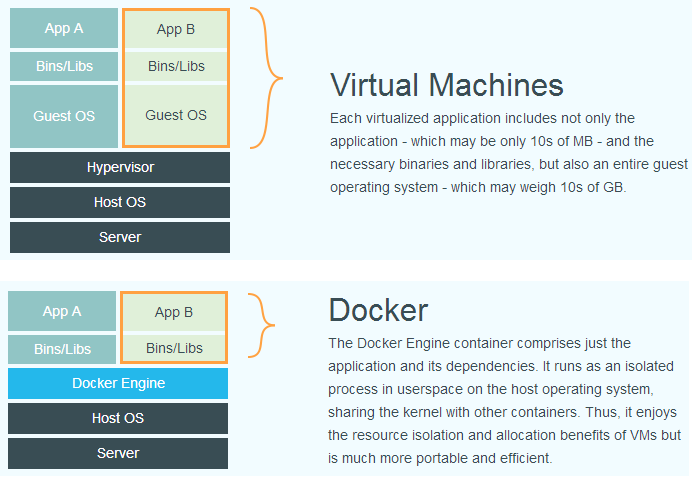 App A
App B
Bins/Libs
Bins/Libs
Guest OS
Guest OS
Hypervisor
Host OS
Server
Virtual Machines
Each virtualized application includes not only the
application - which may be only 10s of MB - and the
necessary binaries and libraries, but also an entire guest
operating system - which may weigh 10s of GB.
App A
App B
Bins/Libs
Bins/Libs
Docker Engine
Host OS
Server
Docker
The Docker Engine container comprises just the
application and its dependencies. It runs as an isolated
process in userspace on the host operating system,
sharing the kernel with other containers. Thus, it enjoys
the resource isolation and allocation benefits of VMs but
is much more portable and efficient.